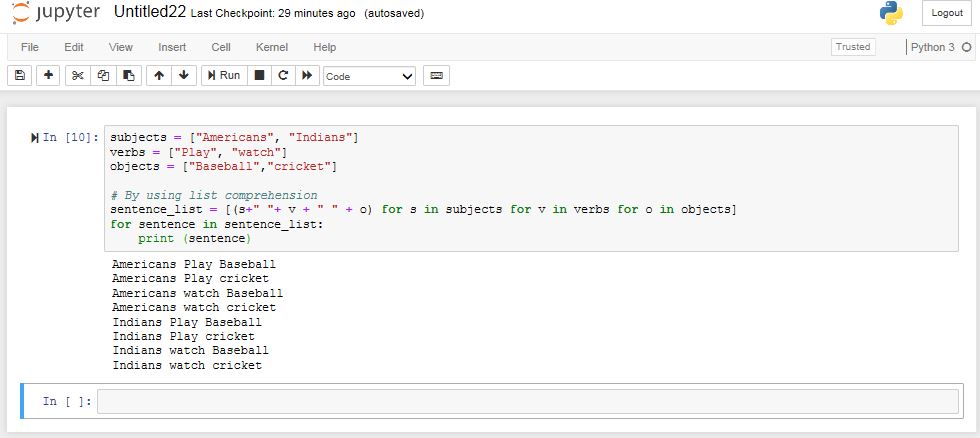 jupyter Untitled22 Last Checkpoint: 29 minutes ago (autosaved) Logout
File Edit View Insert Cell Kernel Help Trusted Python 3
Run Code
In [10]: subjects = ["Americans", "Indians"]
verbs = ["Play", "watch"]
objects = ["Baseball","cricket"]
# By using list comprehension
sentence_list = [(s+" "+ v + " " + o) for s in subjects for v in verbs for o in objects]
for sentence in sentence_list:
    print (sentence)
Americans Play Baseball
Americans Play cricket
Americans watch Baseball
Americans watch cricket
Indians Play Baseball
Indians Play cricket
Indians watch Baseball
Indians watch cricket
In [ ]: